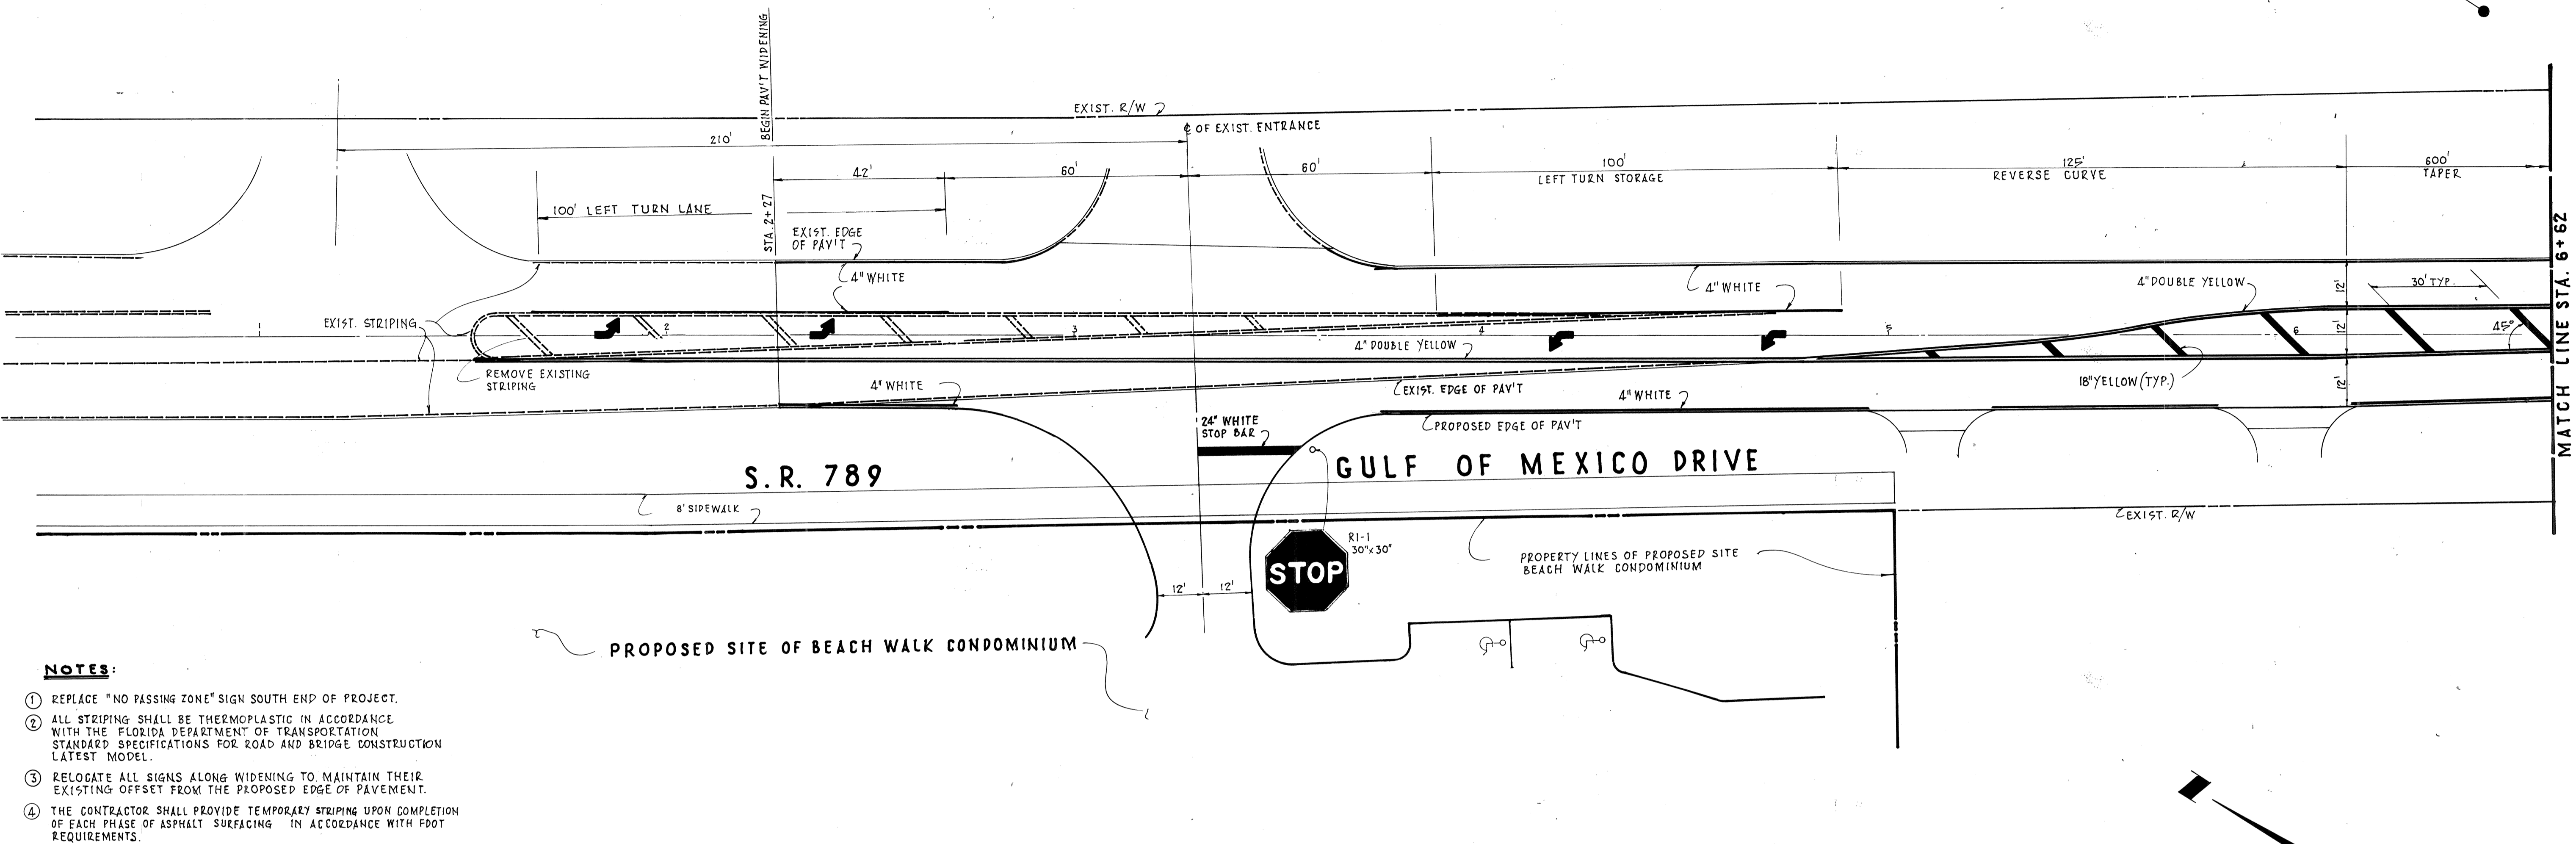 BEGIN PAV'T WIDENING
STA. 2+27
EXIST. R/W
℄ OF EXIST. ENTRANCE
210'
42'
60'
60'
100'
LEFT TURN STORAGE
125'
REVERSE CURVE
600'
TAPER
100' LEFT TURN LANE
EXIST. EDGE
OF PAV'T
4" WHITE
4" WHITE
4" DOUBLE YELLOW
30' TYP.
12'
12'
12'
45°
MATCH LINE STA. 6+62
EXIST. STRIPING
1
2
3
4
5
6
4" DOUBLE YELLOW
REMOVE EXISTING
STRIPING
4" WHITE
EXIST. EDGE OF PAV'T
4" WHITE
18" YELLOW (TYP.)
24" WHITE
STOP BAR
PROPOSED EDGE OF PAV'T
S.R. 789
GULF OF MEXICO DRIVE
8' SIDEWALK
EXIST. R/W
R1-1
30"x30"
STOP
PROPERTY LINES OF PROPOSED SITE
BEACH WALK CONDOMINIUM
12'
12'
PROPOSED SITE OF BEACH WALK CONDOMINIUM
NOTES:
1 REPLACE "NO PASSING ZONE" SIGN SOUTH END OF PROJECT.
2 ALL STRIPING SHALL BE THERMOPLASTIC IN ACCORDANCE
WITH THE FLORIDA DEPARTMENT OF TRANSPORTATION
STANDARD SPECIFICATIONS FOR ROAD AND BRIDGE CONSTRUCTION
LATEST MODEL.
3 RELOCATE ALL SIGNS ALONG WIDENING TO MAINTAIN THEIR
EXISTING OFFSET FROM THE PROPOSED EDGE OF PAVEMENT.
4 THE CONTRACTOR SHALL PROVIDE TEMPORARY STRIPING UPON COMPLETION
OF EACH PHASE OF ASPHALT SURFACING IN ACCORDANCE WITH FDOT
REQUIREMENTS.